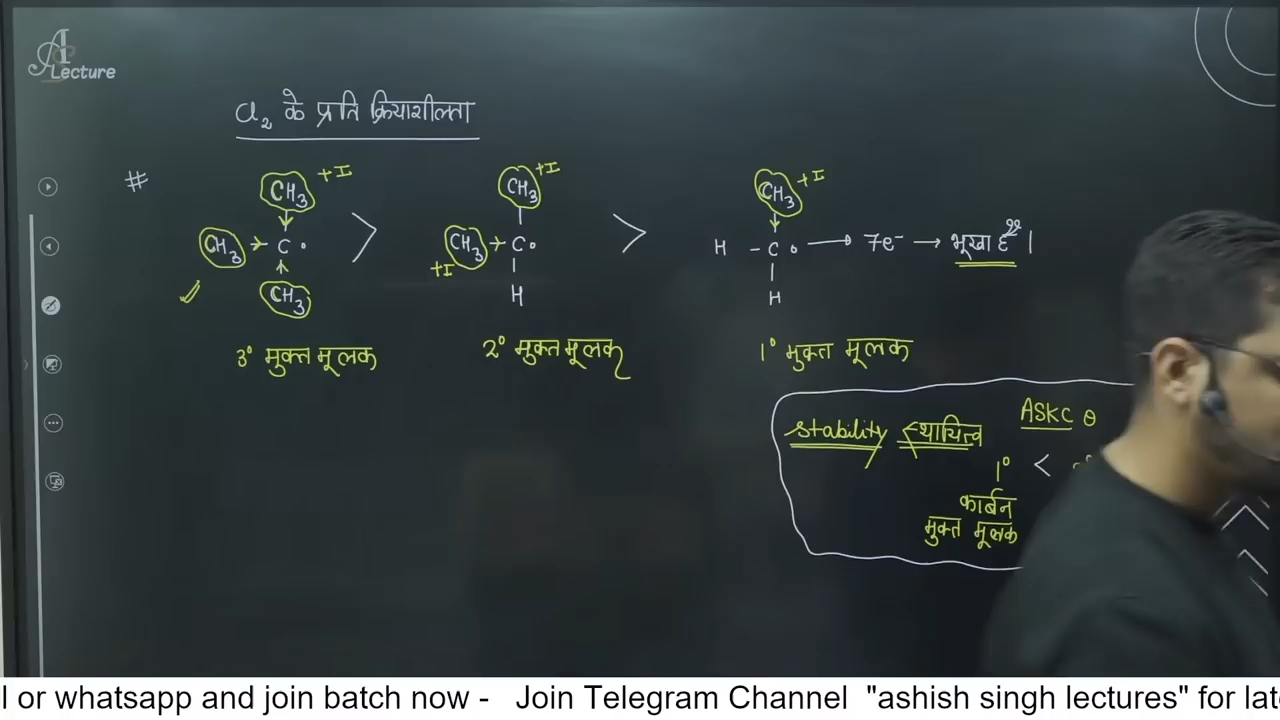 A
Lecture
Cl₂ के प्रति क्रियाशीलता
#
CH₃ +I
CH₃ C •
CH₃
3° मुक्त मूलक
>
CH₃ +I
CH₃ C •
+I
H
2° मुक्त मूलक
>
CH₃ +I
H - C • → 7e⁻ → भूखा है।
H
1° मुक्त मूलक
Stability स्थायित्व ASKC θ
1° <
कार्बन
मुक्त मूलक
or whatsapp and join batch now - Join Telegram Channel "ashish singh lectures" for